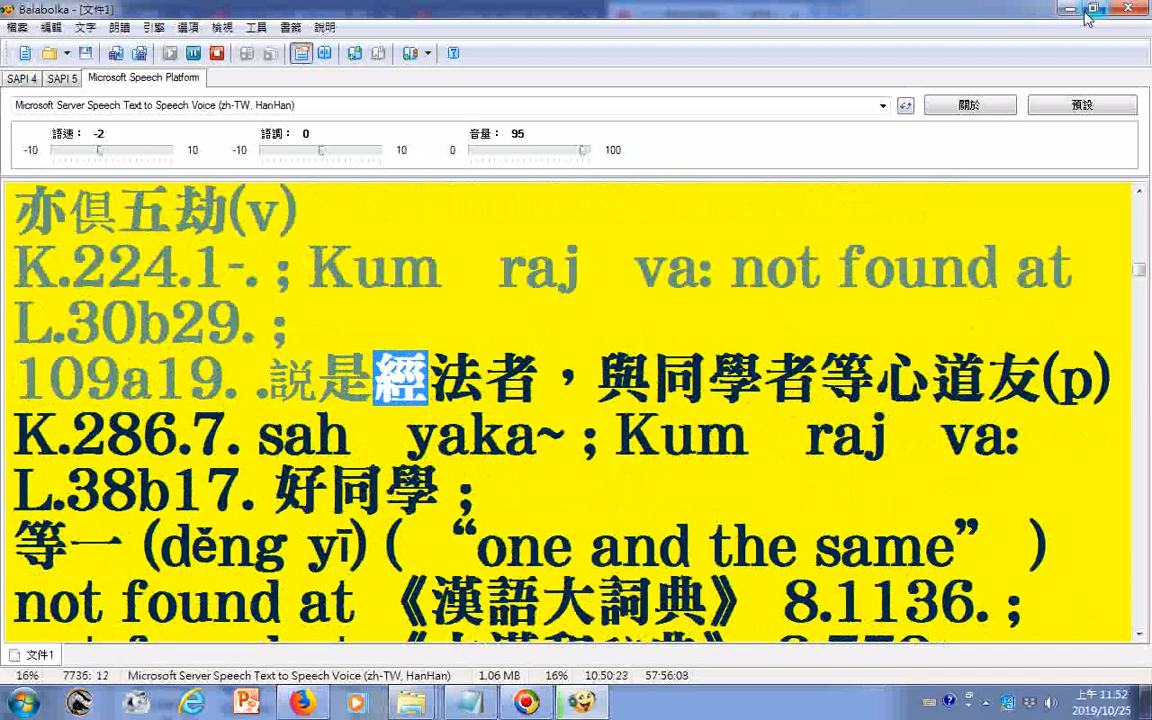 Balabolka - [文件1]
檔案 編輯 文字 朗讀 引擎 選項 檢視 工具 書籤 說明
SAPI 4 SAPI 5 Microsoft Speech Platform
Microsoft Server Speech Text to Speech Voice (zh-TW, HanHan) 關於 預設
語速： -2 語調： 0 音量： 95
-10 10 -10 10 0 100
亦俱五劫(v)
K.224.1-. ; Kum raj va: not found at
L.30b29. ;
109a19. .説是經法者，與同學者等心道友(p)
K.286.7. sah yaka~ ; Kum raj va:
L.38b17. 好同學；
等一 (děng yī) ( “one and the same” )
not found at 《漢語大詞典》 8.1136. ;
文件1
16% 7736: 12 Microsoft Server Speech Text to Speech Voice (zh-TW, HanHan) 1.06 MB 16% 10:50:23 57:56:03
上午 11:52
2019/10/25